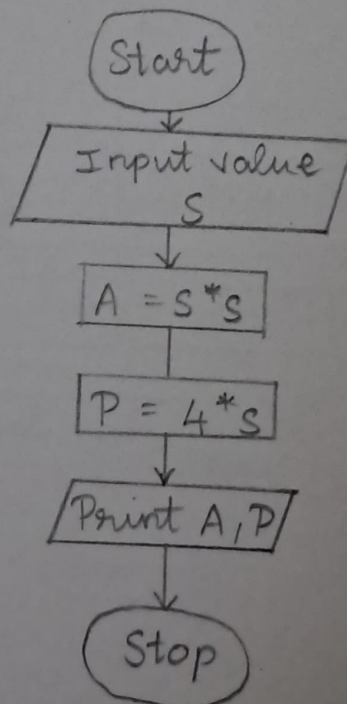 Start
Input value
S
A = S*S
P = 4*S
Print A, P
Stop